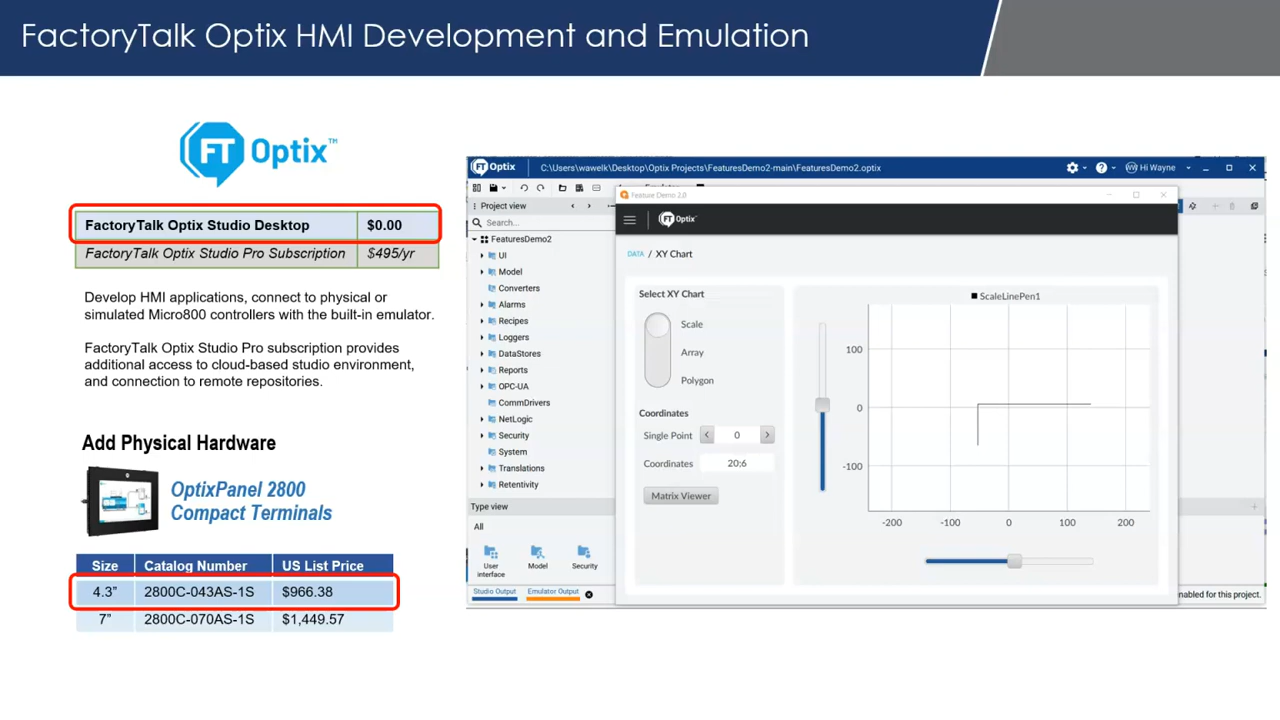 FactoryTalk Optix HMI Development and Emulation
FT Optix™
FactoryTalk Optix Studio Desktop $0.00
FactoryTalk Optix Studio Pro Subscription $495/yr
Develop HMI applications, connect to physical or
simulated Micro800 controllers with the built-in emulator.
FactoryTalk Optix Studio Pro subscription provides
additional access to cloud-based studio environment,
and connection to remote repositories.
Add Physical Hardware
OptixPanel 2800
Compact Terminals
Size Catalog Number US List Price
4.3” 2800C-043AS-1S $966.38
7” 2800C-070AS-1S $1,449.57
FT Optix C:\Users\wawelk\Desktop\Optix Projects\FeaturesDemo2-main\FeaturesDemo2.optix
Hi Wayne
Project view
Search...
FeaturesDemo2
UI
Model
Converters
Alarms
Recipes
Loggers
DataStores
Reports
OPC-UA
CommDrivers
NetLogic
Security
System
Translations
Retentivity
Type view
All
User
interface
Model
Security
Studio Output
Emulator Output
Feature Demo 2.0
FT Optix™
DATA / XY Chart
Select XY Chart
Scale
Array
Polygon
Coordinates
Single Point < 0 >
Coordinates 20:6
Matrix Viewer
ScaleLinePen1
100
0
-100
-200 -100 0 100 200
nabled for this project.